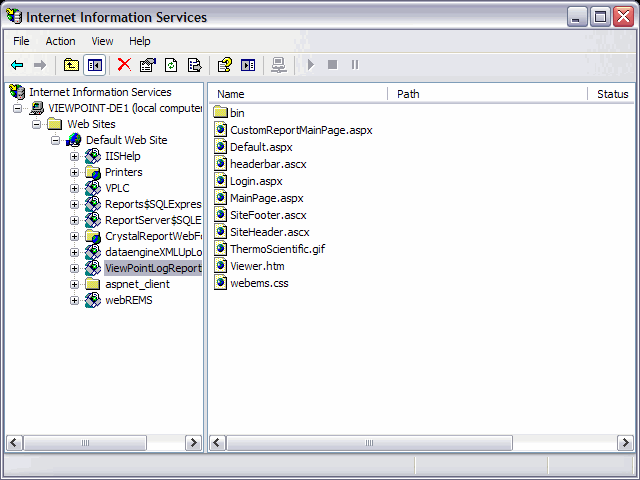 Internet Information Services
File Action View Help
Internet Information Services
VIEWPOINT-DE1 (local computer
Web Sites
Default Web Site
IISHelp
Printers
VPLC
Reports$SQLExpres
ReportServer$SQLE
CrystalReportWebFo
dataengineXMLUpLo
ViewPointLogReport
aspnet_client
webREMS
Name Path Status
bin
CustomReportMainPage.aspx
Default.aspx
headerbar.ascx
Login.aspx
MainPage.aspx
SiteFooter.ascx
SiteHeader.ascx
ThermoScientific.gif
Viewer.htm
webems.css